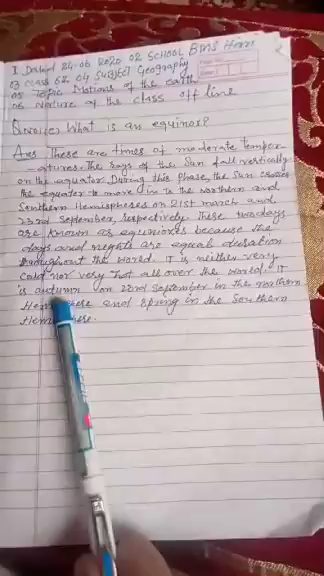 1 Dated 24-06 2020 02 SCHOOL BMS Hem
03 class 6th 04 Subject Geography
05 Topic Motions of the earth
06 Nature of the class off line
What is an equinox?
Ans These are times of moderate temper
-atures. The rays of the Sun fall vertically
on the equator. During this phase, the Sun crosses
the equator to move in to the northern and
Southern Hemispheres on 21st march and
22nd September, respectively. These two days
are known as equinoxes because the
days and nights are equal duration
throughout the world. It is neither very
cold nor very hot all over the world. It
is autumn on 22nd September in the northern
Hemisphere and spring in the Southern
Hemisphere.